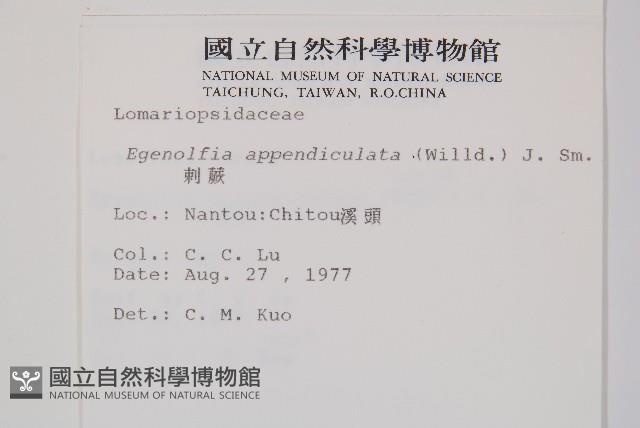 國立自然科學博物館
NATIONAL MUSEUM OF NATURAL SCIENCE
TAICHUNG, TAIWAN, R.O.CHINA
Lomariopsidaceae
Egenolfia appendiculata (Willd.) J. Sm.
刺蕨
Loc.: Nantou:Chitou溪頭
Col.: C. C. Lu
Date: Aug. 27 , 1977
Det.: C. M. Kuo
國立自然科學博物館
NATIONAL MUSEUM OF NATURAL SCIENCE